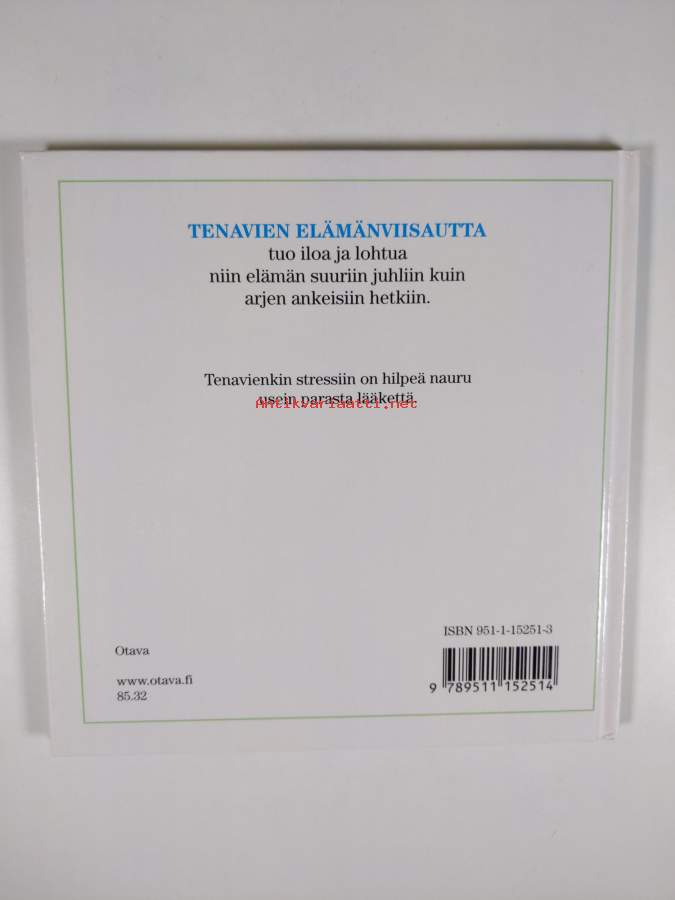 TENAVIEN ELÄMÄNVIISAUTTA
tuo iloa ja lohtua
niin elämän suuriin juhliin kuin
arjen ankeisiin hetkiin.
Tenavienkin stressiin on hilpeä nauru
usein parasta lääkettä.
Antikvariaatti.net
ISBN 951-1-15251-3
Otava
www.otava.fi
85.32
9 789511 152514